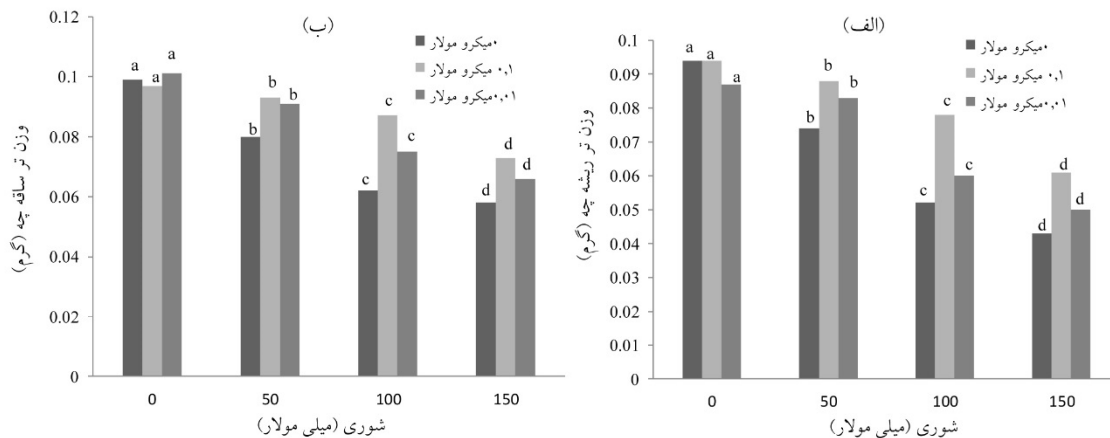 (الف)
۰میکرو مولار
۰,۱ میکرو مولار
۰,۰۱میکرو مولار
وزن تر ریشه چه (گرم)
0.1
0.09
0.08
0.07
0.06
0.05
0.04
0.03
0.02
0.01
0
a a a
b b b
c c c
d d d
0 50 100 150
شوری (میلی مولار)
(ب)
۰میکرو مولار
۰,۱ میکرو مولار
۰,۰۱میکرو مولار
وزن تر ساقه چه (گرم)
0.12
0.1
0.08
0.06
0.04
0.02
0
a a a
b b b
c c c
d d d
0 50 100 150
شوری (میلی مولار)